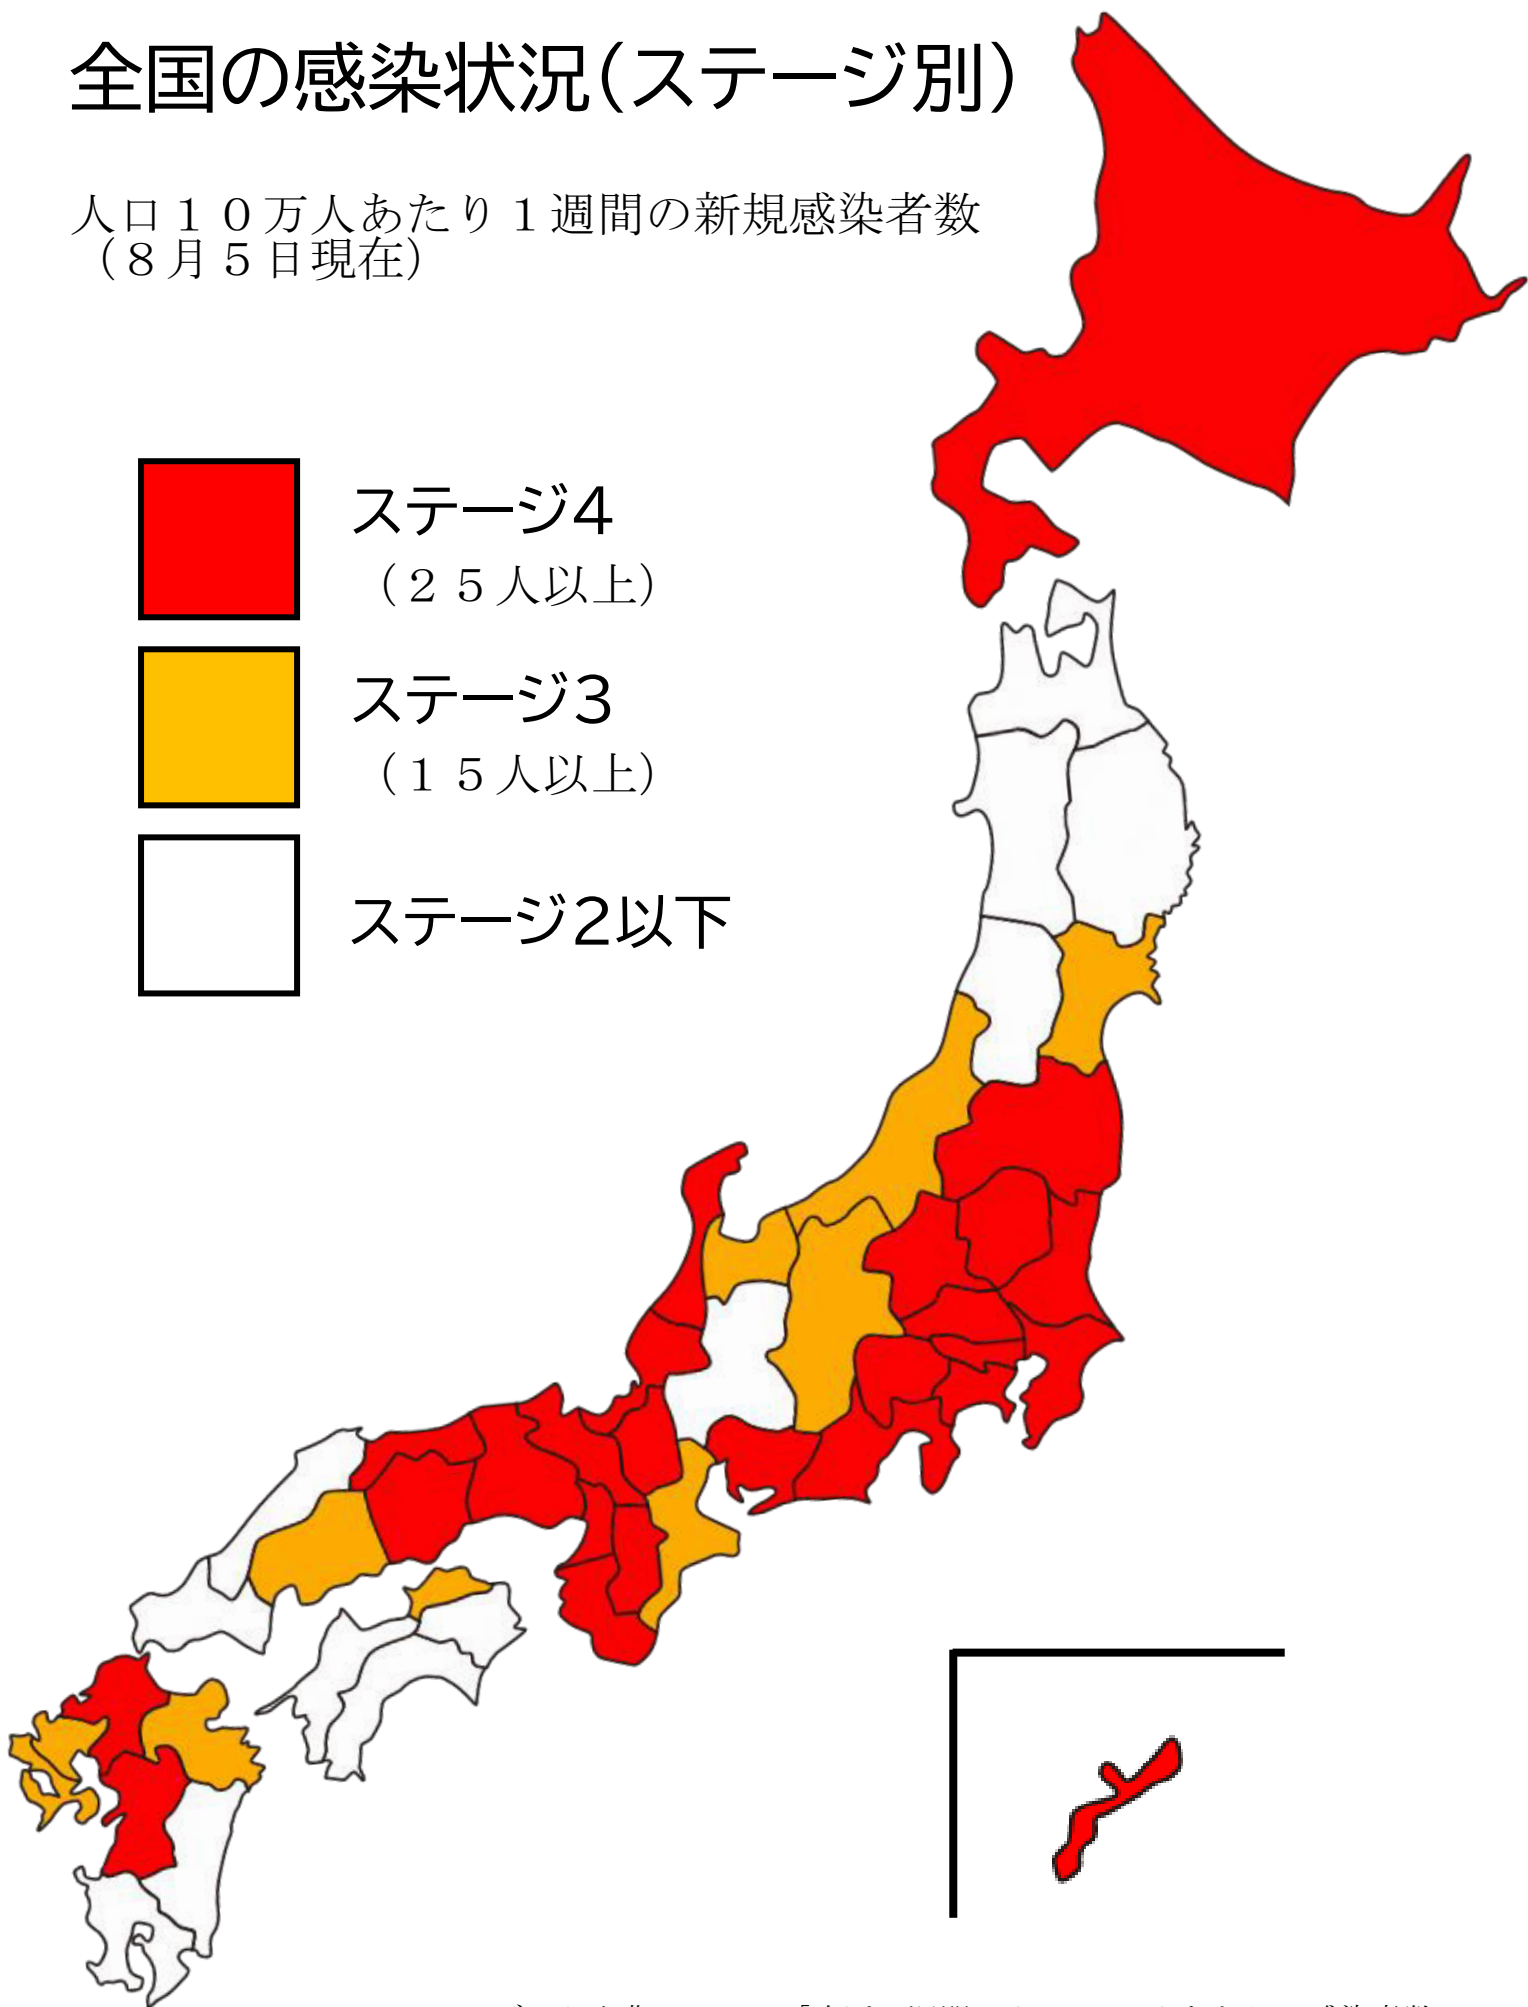 全国の感染状況(ステージ別)
人口１０万人あたり１週間の新規感染者数
（８月５日現在）
ステージ4
（２５人以上）
ステージ3
（１５人以上）
ステージ2以下